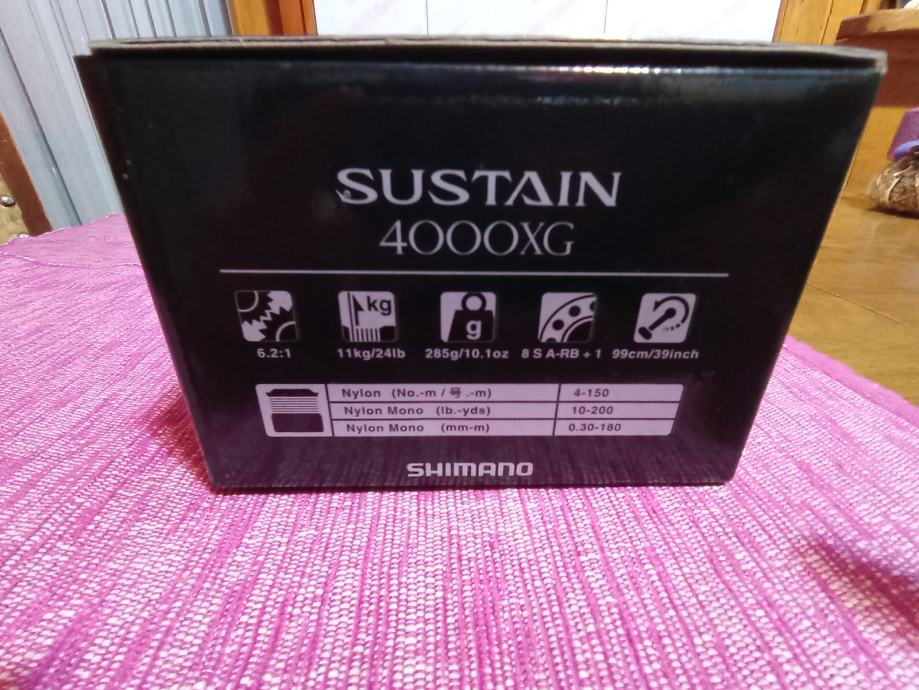 SUSTAIN
4000XG
kg
g
6.2:1 11kg/24lb 285g/10.1oz 8 S A-RB + 1 99cm/39inch
Nylon (No.-m / 号.-m) 4-150
Nylon Mono (lb.-yds) 10-200
Nylon Mono (mm-m) 0.30-180
SHIMANO